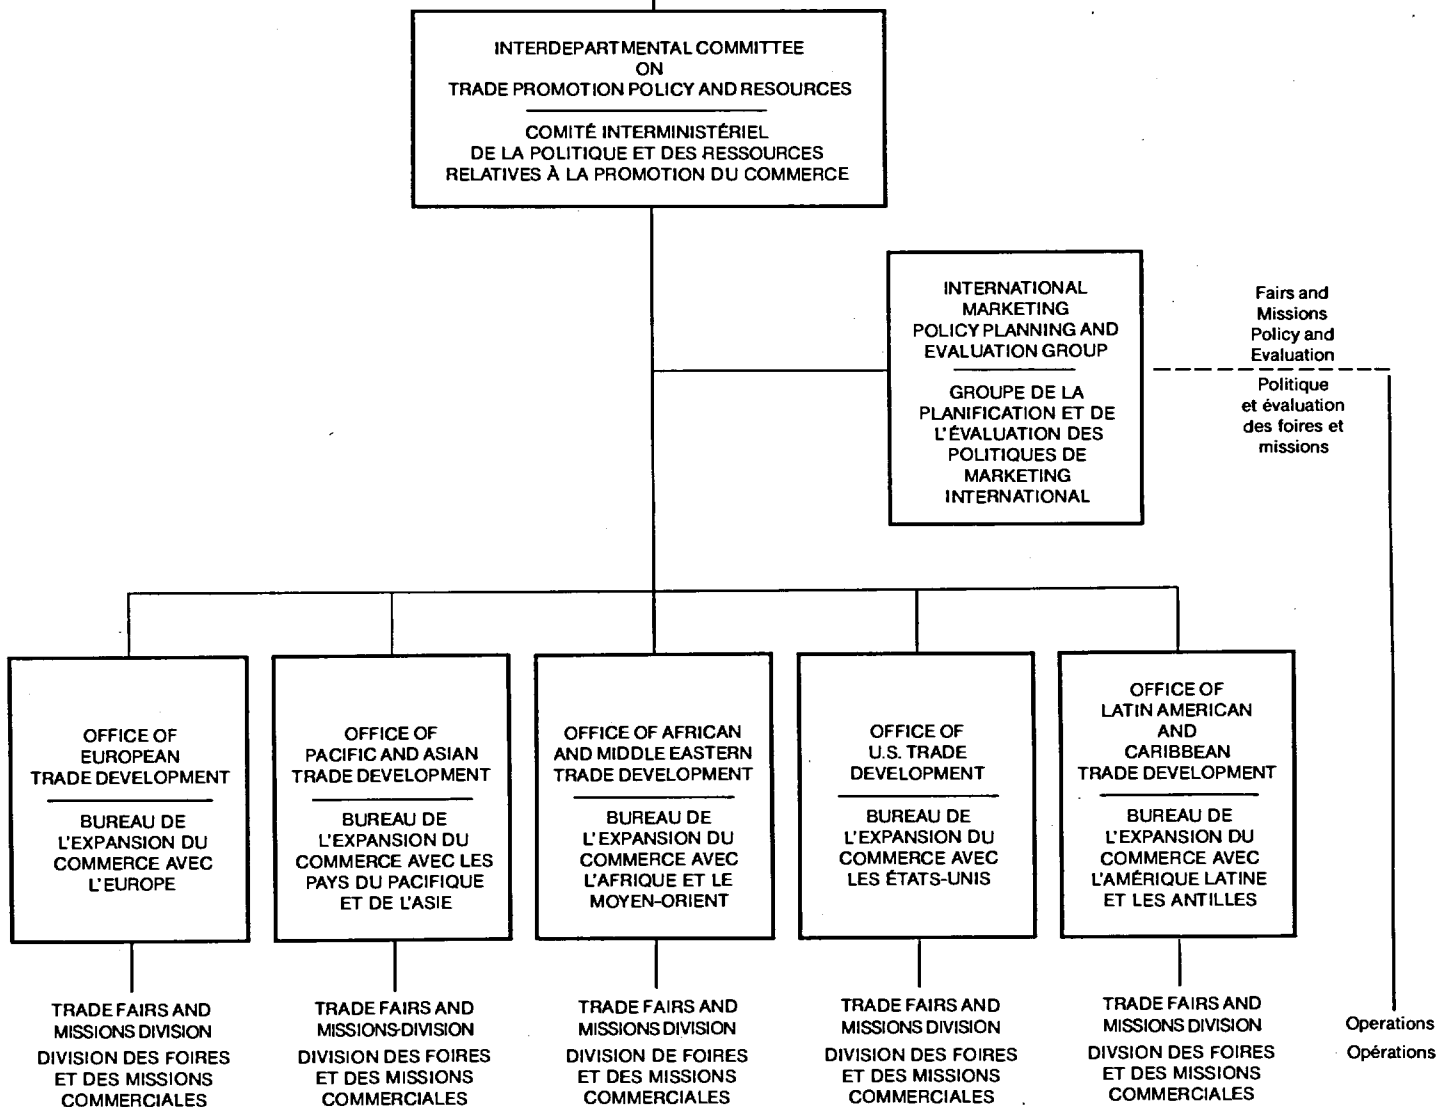 INTERDEPARTMENTAL COMMITTEE
ON
TRADE PROMOTION POLICY AND RESOURCES
COMITÉ INTERMINISTÉRIEL
DE LA POLITIQUE ET DES RESSOURCES
RELATIVES À LA PROMOTION DU COMMERCE
INTERNATIONAL
MARKETING
POLICY PLANNING AND
EVALUATION GROUP
GROUPE DE LA
PLANIFICATION ET DE
L'ÉVALUATION DES
POLITIQUES DE
MARKETING
INTERNATIONAL
Fairs and
Missions
Policy and
Evaluation
Politique
et évaluation
des foires et
missions
OFFICE OF
EUROPEAN
TRADE DEVELOPMENT
BUREAU DE
L'EXPANSION DU
COMMERCE AVEC
L'EUROPE
OFFICE OF
PACIFIC AND ASIAN
TRADE DEVELOPMENT
BUREAU DE
L'EXPANSION DU
COMMERCE AVEC LES
PAYS DU PACIFIQUE
ET DE L'ASIE
OFFICE OF AFRICAN
AND MIDDLE EASTERN
TRADE DEVELOPMENT
BUREAU DE
L'EXPANSION DU
COMMERCE AVEC
L'AFRIQUE ET LE
MOYEN-ORIENT
OFFICE OF
U.S. TRADE
DEVELOPMENT
BUREAU DE
L'EXPANSION DU
COMMERCE AVEC
LES ÉTATS-UNIS
OFFICE OF
LATIN AMERICAN
AND
CARIBBEAN
TRADE DEVELOPMENT
BUREAU DE
L'EXPANSION DU
COMMERCE AVEC
L'AMÉRIQUE LATINE
ET LES ANTILLES
TRADE FAIRS AND
MISSIONS DIVISION
DIVISION DES FOIRES
ET DES MISSIONS
COMMERCIALES
TRADE FAIRS AND
MISSIONS DIVISION
DIVISION DES FOIRES
ET DES MISSIONS
COMMERCIALES
TRADE FAIRS AND
MISSIONS DIVISION
DIVISION DE FOIRES
ET DES MISSIONS
COMMERCIALES
TRADE FAIRS AND
MISSIONS DIVISION
DIVISION DES FOIRES
ET DES MISSIONS
COMMERCIALES
TRADE FAIRS AND
MISSIONS DIVISION
DIVSION DES FOIRES
ET DES MISSIONS
COMMERCIALES
Operations
Opérations